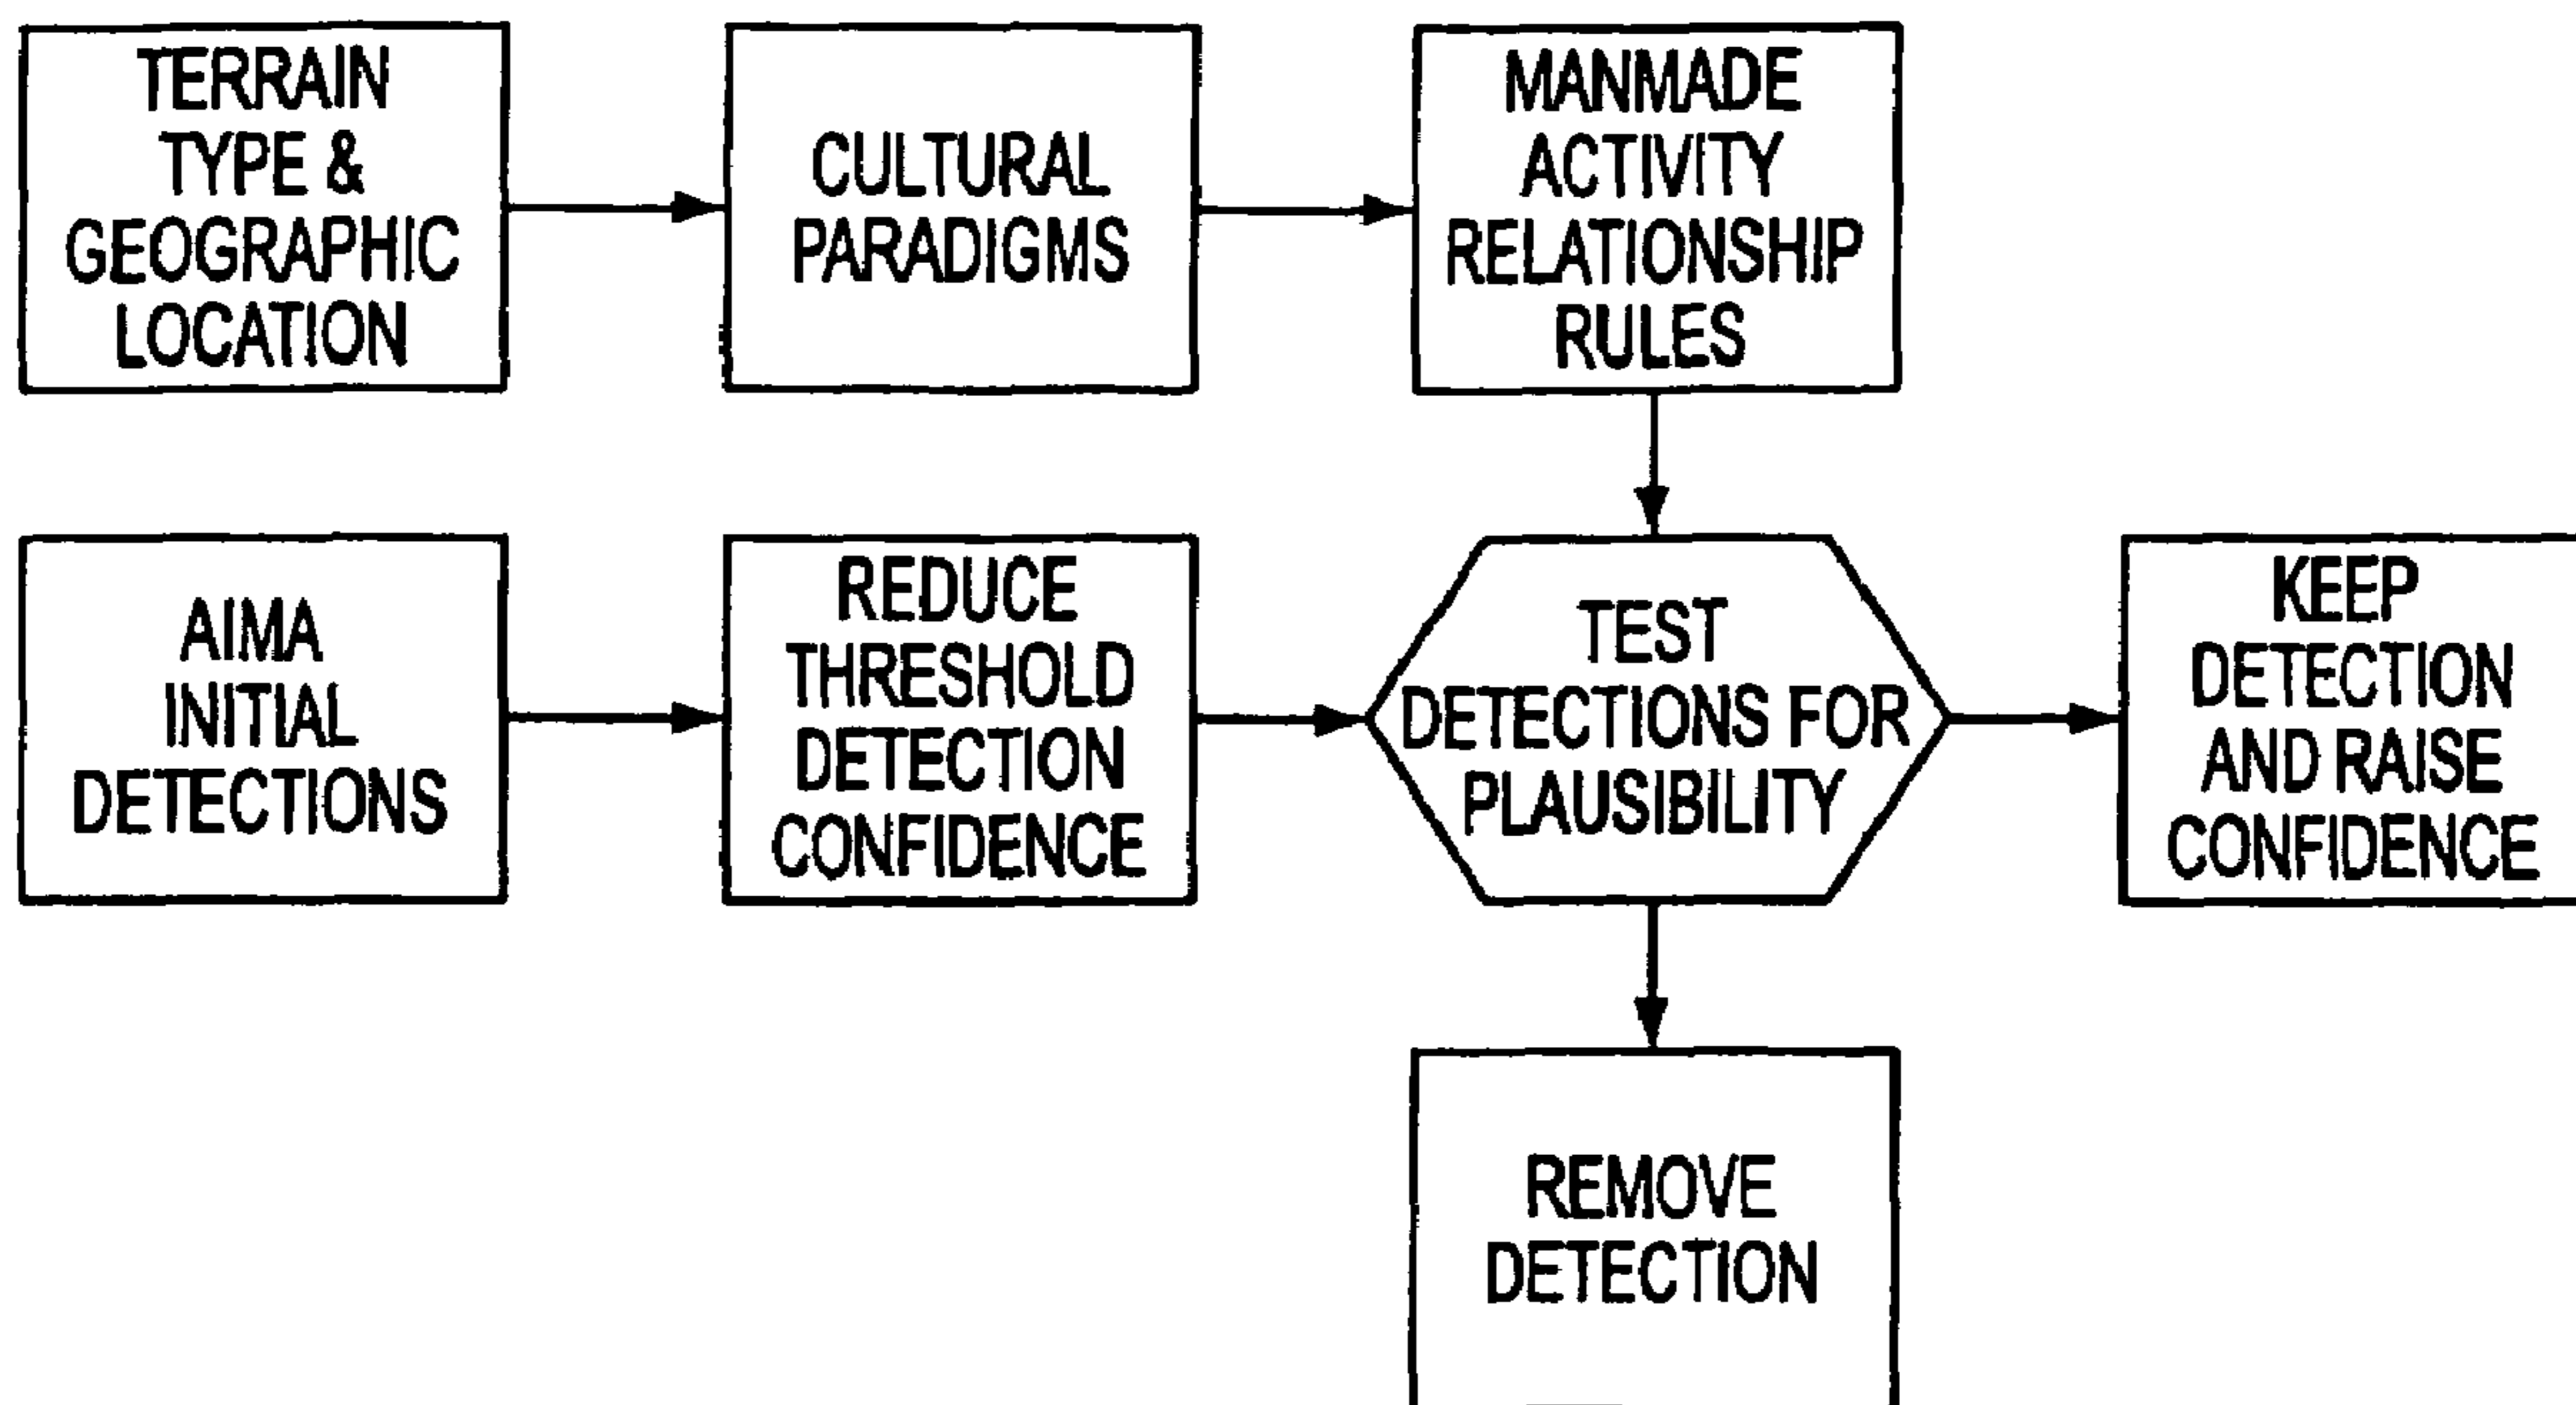 TERRAIN
TYPE &
GEOGRAPHIC
LOCATION
CULTURAL
PARADIGMS
MANMADE
ACTIVITY
RELATIONSHIP
RULES
AIMA
INITIAL
DETECTIONS
REDUCE
THRESHOLD
DETECTION
CONFIDENCE
TEST
DETECTIONS FOR
PLAUSIBILITY
KEEP
DETECTION
AND RAISE
CONFIDENCE
REMOVE
DETECTION